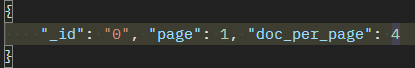 {
"_id": "0", "page": 1, "doc_per_page": 4
}